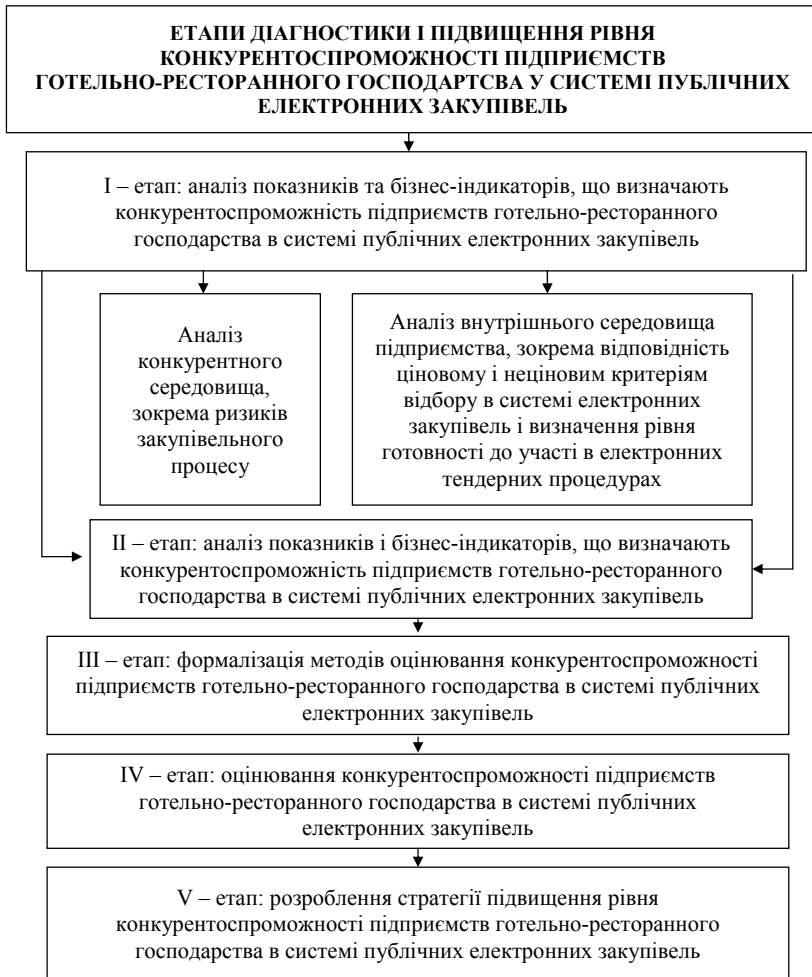 ЕТАПИ ДІАГНОСТИКИ І ПІДВИЩЕННЯ РІВНЯ
КОНКУРЕНТОСПРОМОЖНОСТІ ПІДПРИЄМСТВ
ГОТЕЛЬНО-РЕСТОРАННОГО ГОСПОДАРТСВА У СИСТЕМІ ПУБЛІЧНИХ
ЕЛЕКТРОННИХ ЗАКУПІВЕЛЬ
І – етап: аналіз показників та бізнес-індикаторів, що визначають
конкурентоспроможність підприємств готельно-ресторанного
господарства в системі публічних електронних закупівель
Аналіз
конкурентного
середовища,
зокрема ризиків
закупівельного
процесу
Аналіз внутрішнього середовища
підприємства, зокрема відповідність
ціновому і неціновим критеріям
відбору в системі електронних
закупівель і визначення рівня
готовності до участі в електронних
тендерних процедурах
ІІ – етап: аналіз показників і бізнес-індикаторів, що визначають
конкурентоспроможність підприємств готельно-ресторанного
господарства в системі публічних електронних закупівель
ІІІ – етап: формалізація методів оцінювання конкурентоспроможності
підприємств готельно-ресторанного господарства в системі публічних
електронних закупівель
IV – етап: оцінювання конкурентоспроможності підприємств
готельно-ресторанного господарства в системі публічних
електронних закупівель
V – етап: розроблення стратегії підвищення рівня
конкурентоспроможності підприємств готельно-ресторанного
господарства в системі публічних електронних закупівель